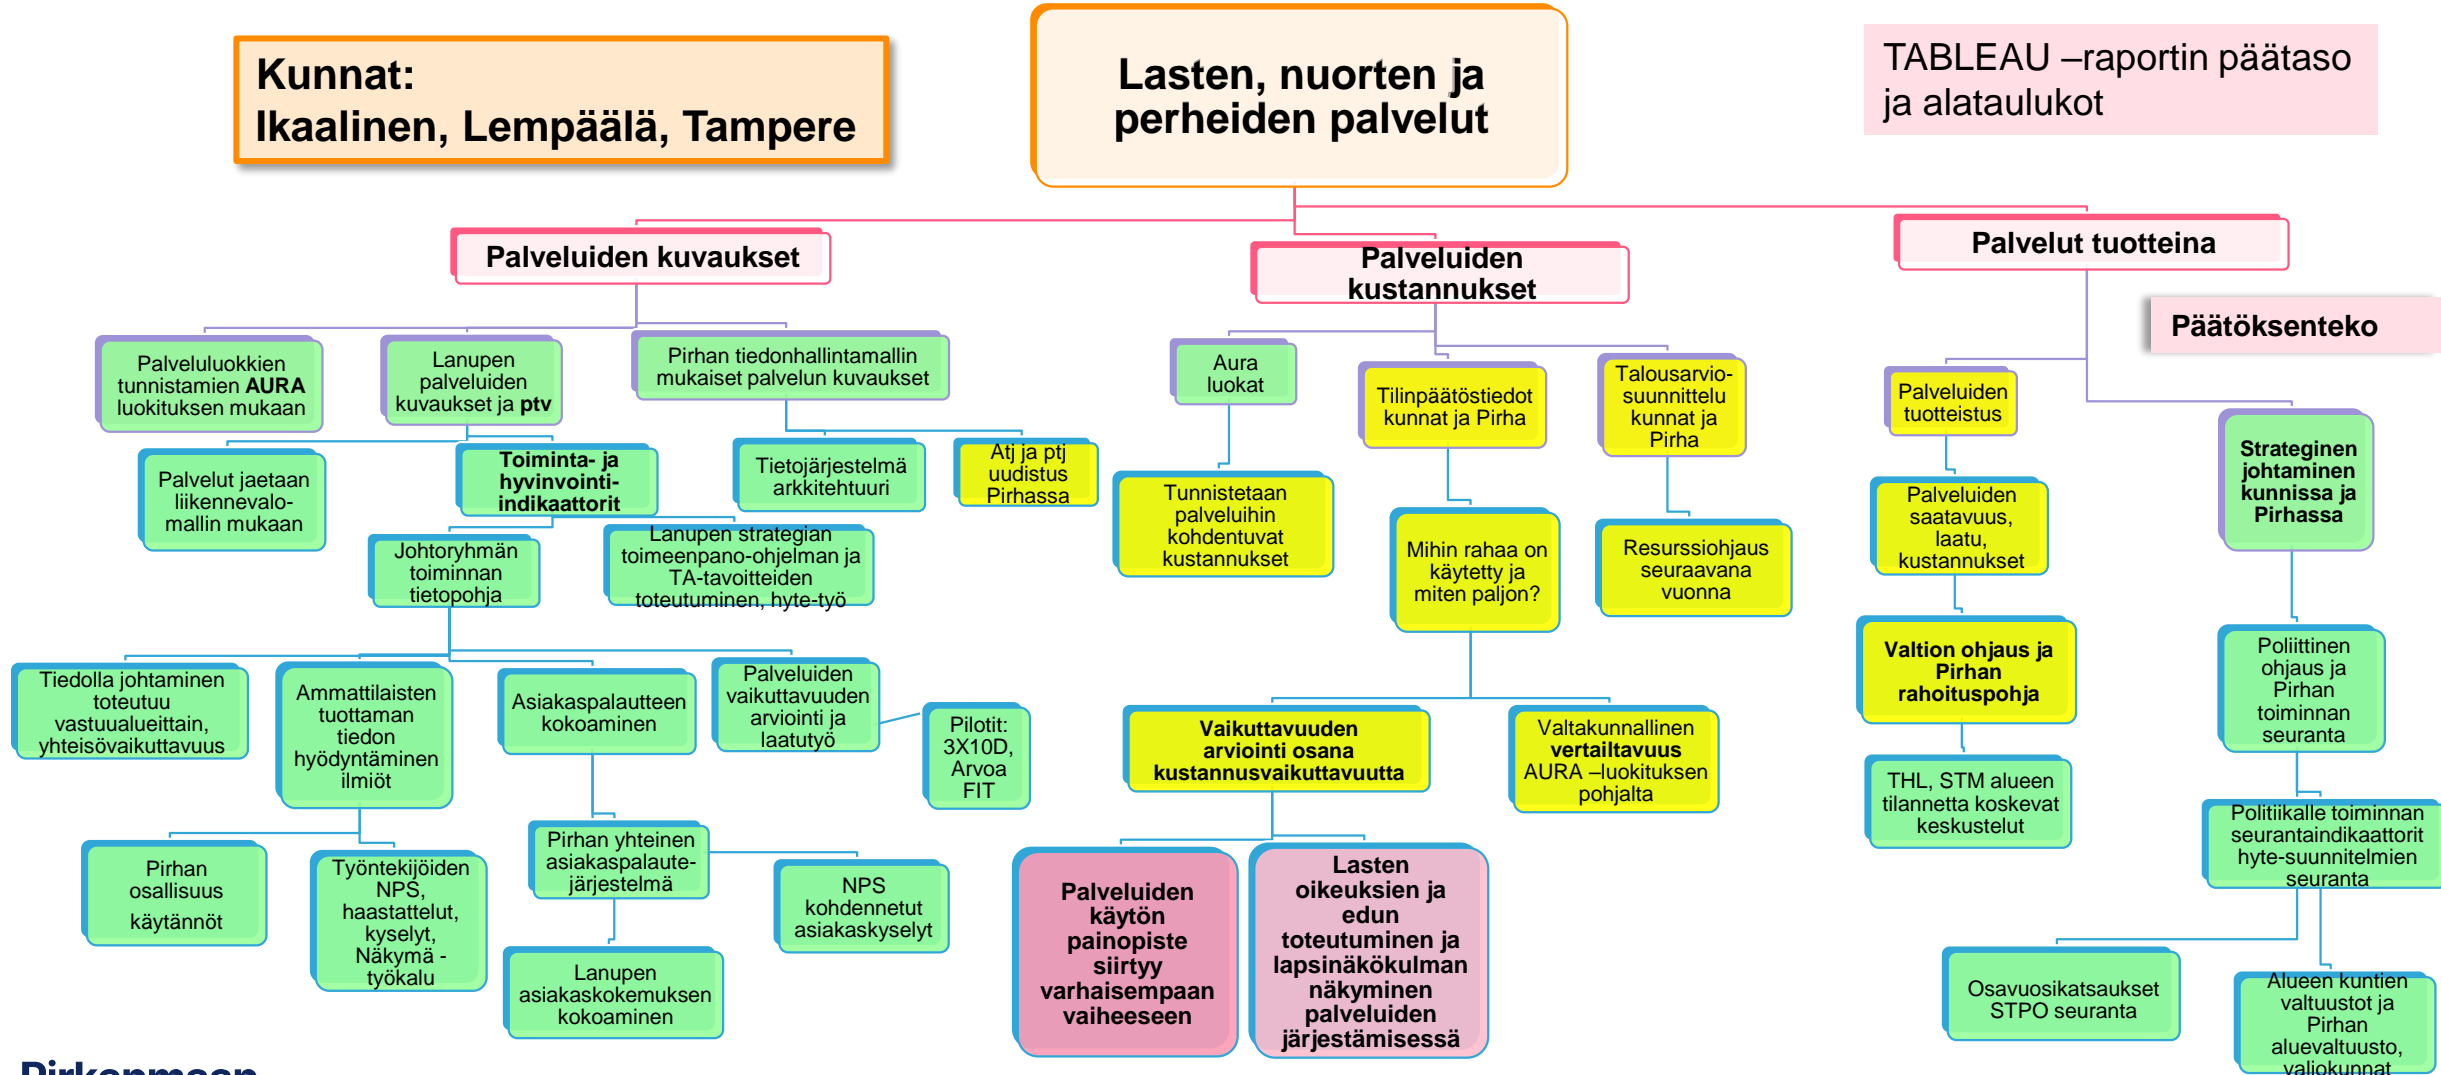 Kunnat:
Ikaalinen, Lempäälä, Tampere
Lasten, nuorten ja
perheiden palvelut
TABLEAU –raportin päätaso
ja alataulukot
Palveluiden kuvaukset
Palveluiden
kustannukset
Palvelut tuotteina
Päätöksenteko
Palveluluokkien
tunnistamien AURA
luokituksen mukaan
Lanupen
palveluiden
kuvaukset ja ptv
Pirhan tiedonhallintamallin
mukaiset palvelun kuvaukset
Aura
luokat
Tilinpäätöstiedot
kunnat ja Pirha
Talousarvio-
suunnittelu
kunnat ja
Pirha
Palveluiden
tuotteistus
Strateginen
johtaminen
kunnissa ja
Pirhassa
Palvelut jaetaan
liikennevalo-
mallin mukaan
Toiminta- ja
hyvinvointi-
indikaattorit
Tietojärjestelmä
arkkitehtuuri
Atj ja ptj
uudistus
Pirhassa
Tunnistetaan
palveluihin
kohdentuvat
kustannukset
Mihin rahaa on
käytetty ja
miten paljon?
Resurssiohjaus
seuraavana
vuonna
Palveluiden
saatavuus,
laatu,
kustannukset
Johtoryhmän
toiminnan
tietopohja
Lanupen strategian
toimeenpano-ohjelman ja
TA-tavoitteiden
toteutuminen, hyte-työ
Valtion ohjaus ja
Pirhan
rahoituspohja
Poliittinen
ohjaus ja
Pirhan
toiminnan
seuranta
Tiedolla johtaminen
toteutuu
vastuualueittain,
yhteisövaikuttavuus
Ammattilaisten
tuottaman
tiedon
hyödyntäminen
ilmiöt
Asiakaspalautteen
kokoaminen
Palveluiden
vaikuttavuuden
arviointi ja
laatutyö
Pilotit:
3X10D,
Arvoa
FIT
Vaikuttavuuden
arviointi osana
kustannusvaikuttavuutta
Valtakunnallinen
vertailtavuus
AURA –luokituksen
pohjalta
THL, STM alueen
tilannetta koskevat
keskustelut
Politiikalle toiminnan
seurantaindikaattorit
hyte-suunnitelmien
seuranta
Pirhan
osallisuus
käytännöt
Työntekijöiden
NPS,
haastattelut,
kyselyt,
Näkymä -
työkalu
Pirhan yhteinen
asiakaspalaute-
järjestelmä
NPS
kohdennetut
asiakaskyselyt
Lanupen
asiakaskokemuksen
kokoaminen
Palveluiden
käytön
painopiste
siirtyy
varhaisempaan
vaiheeseen
Lasten
oikeuksien ja
edun
toteutuminen ja
lapsinäkökulman
näkyminen
palveluiden
järjestämisessä
Osavuosikatsaukset
STPO seuranta
Alueen kuntien
valtuustot ja
Pirhan
aluevaltuusto,
valiokunnat
Pirkanmaan